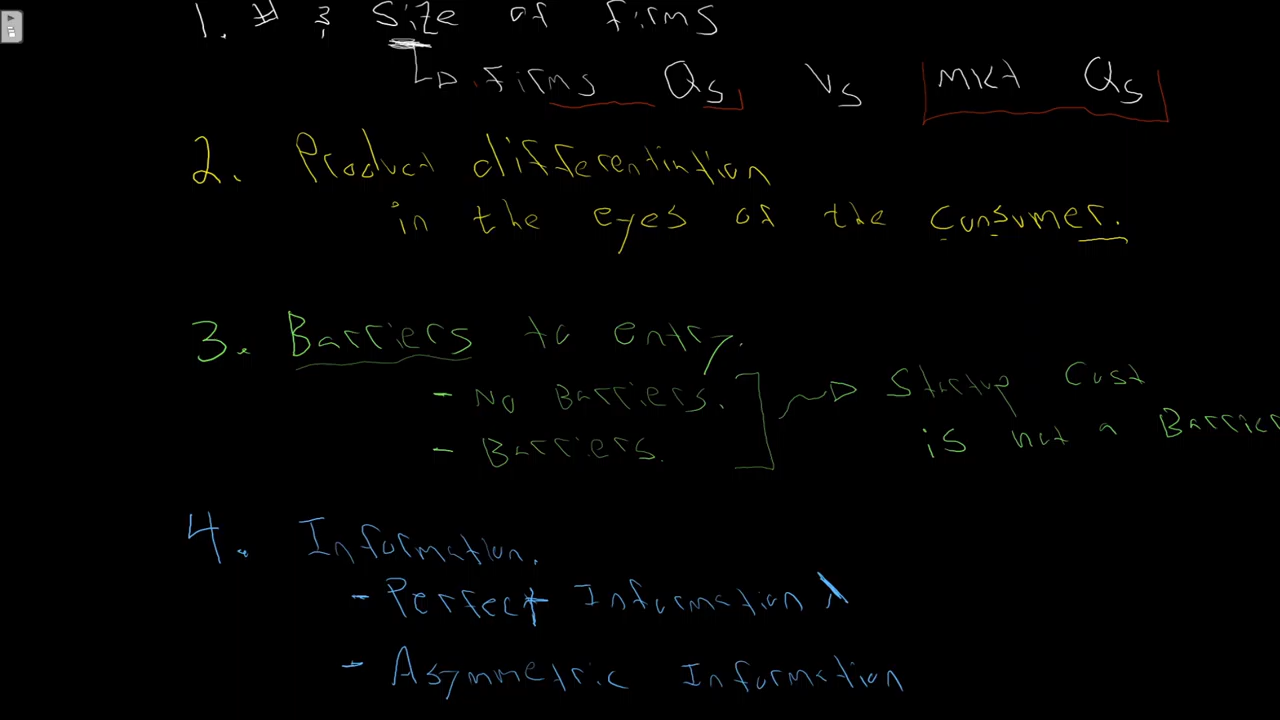 1. # & Size of firms
↳ firms Qs Vs mkt Qs
2. Product differentintion
in the eyes of the Consumer.
3. Barriers to entry.
- No Barriers.
- Barriers.
Startup Cost
is not a Barrier
4. Information.
- Perfect Information
- Asymmetric Information